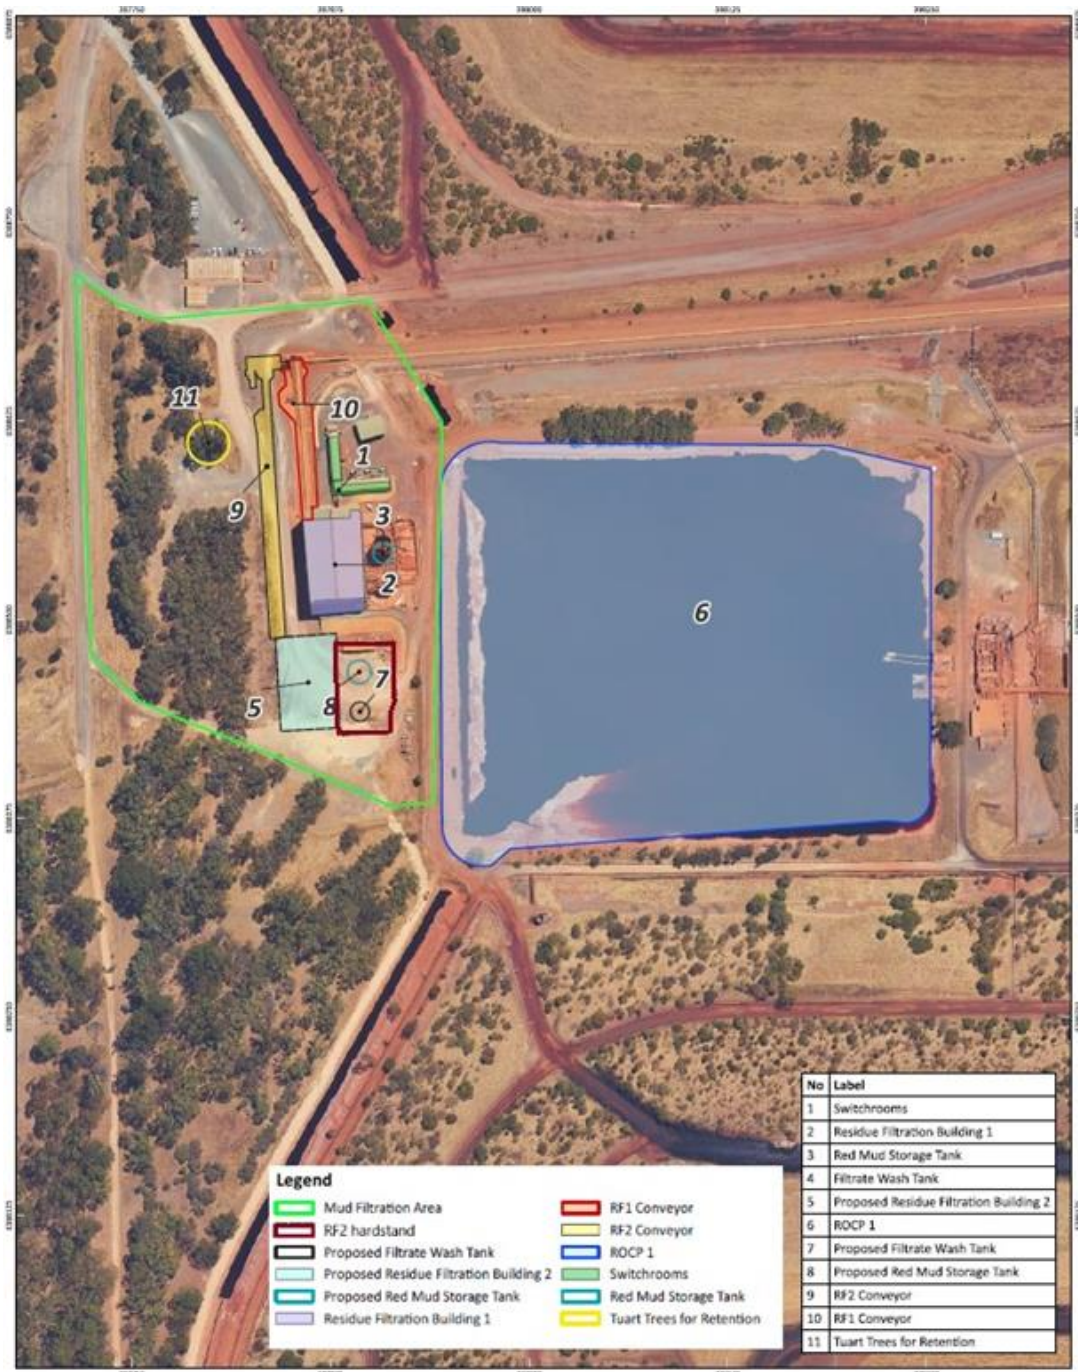 397750 397875 398000 398125 398250
11
10
1
9
3
2
6
7
5
8
No Label
1 Switchrooms
2 Residue Filtration Building 1
3 Red Mud Storage Tank
4 Filtrate Wash Tank
5 Proposed Residue Filtration Building 2
6 ROCP 1
7 Proposed Filtrate Wash Tank
8 Proposed Red Mud Storage Tank
9 RF2 Conveyor
10 RF1 Conveyor
11 Tuart Trees for Retention
Legend
Mud Filtration Area
RF2 hardstand
Proposed Filtrate Wash Tank
Proposed Residue Filtration Building 2
Proposed Red Mud Storage Tank
Residue Filtration Building 1
RF1 Conveyor
RF2 Conveyor
ROCP 1
Switchrooms
Red Mud Storage Tank
Tuart Trees for Retention